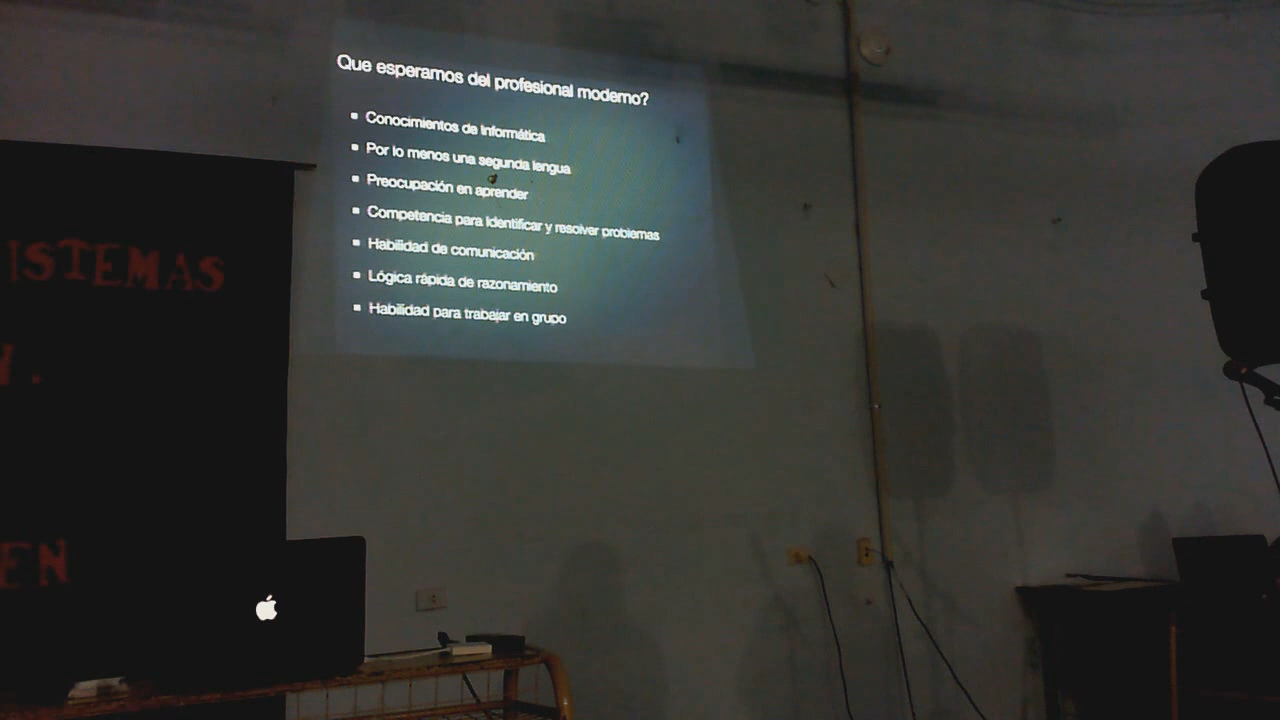 Que esperamos del profesional moderno?
Conocimientos de Informática
Por lo menos una segunda lengua
Preocupación en aprender
Competencia para identificar y resolver problemas
Habilidad de comunicación
Lógica rápida de razonamiento
Habilidad para trabajar en grupo
ISTEMAS
EN